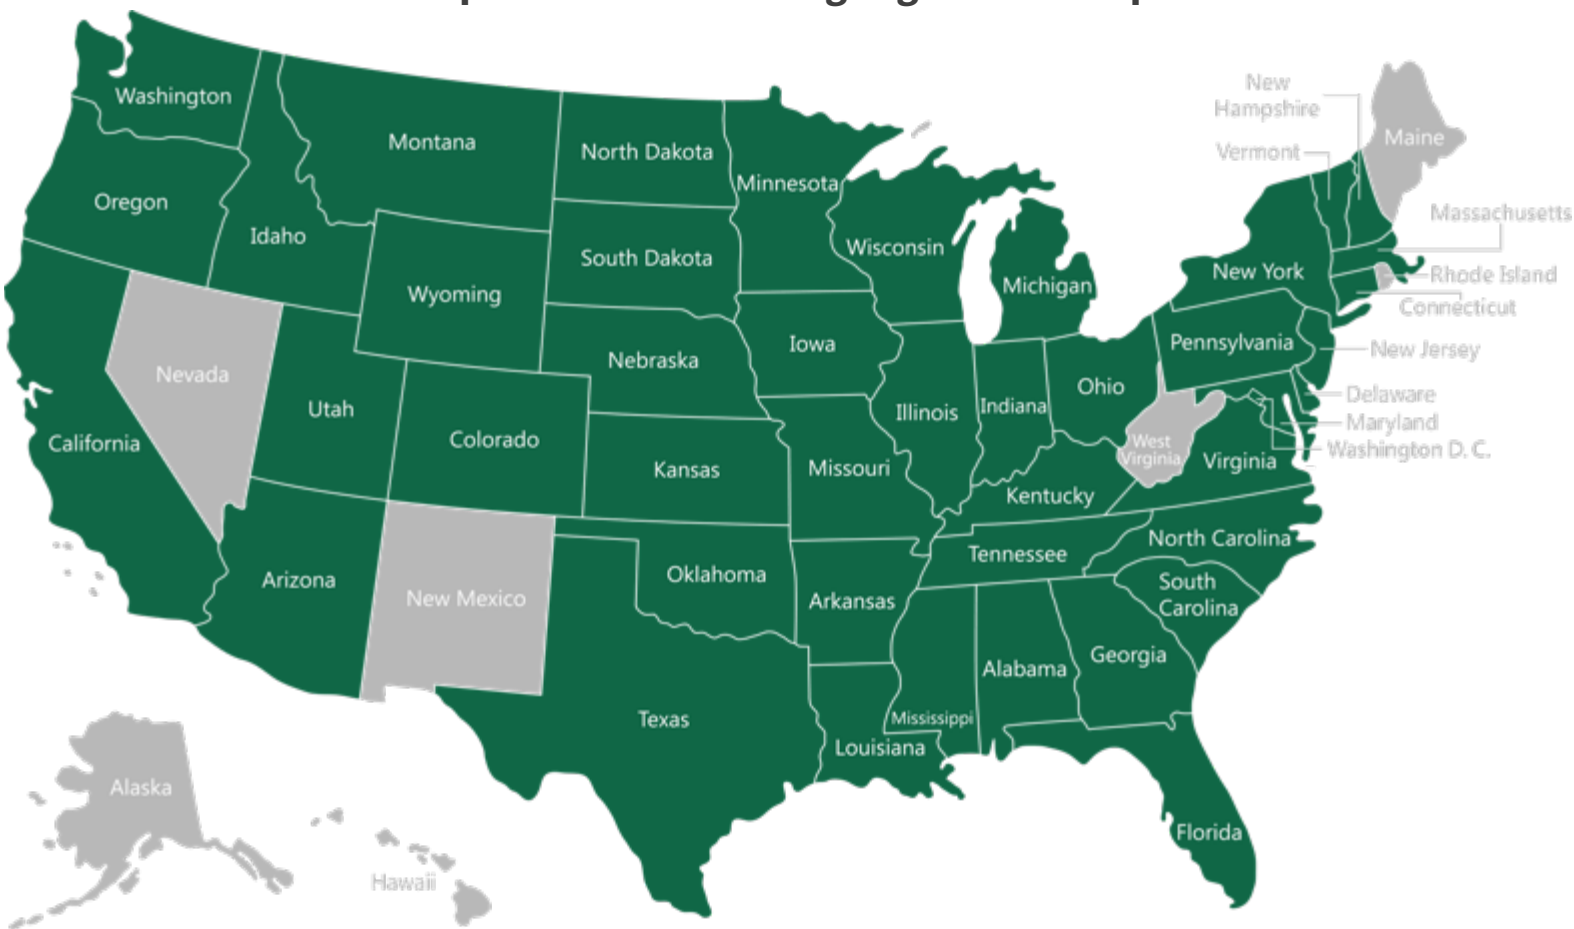 Washington
Montana
North Dakota
Minnesota
Oregon
Idaho
Wyoming
South Dakota
Wisconsin
Michigan
New
Hampshire
Vermont
Maine
Massachusetts
New York
Rhode Island
Connecticut
Pennsylvania
New Jersey
Nevada
Utah
Colorado
Nebraska
Iowa
Illinois
Indiana
Ohio
Delaware
Maryland
Washington D. C.
California
Kansas
Missouri
West
Virginia
Virginia
Kentucky
Arizona
New Mexico
Oklahoma
Arkansas
Tennessee
North Carolina
South
Carolina
Texas
Louisiana
Mississippi
Alabama
Georgia
Florida
Alaska
Hawaii